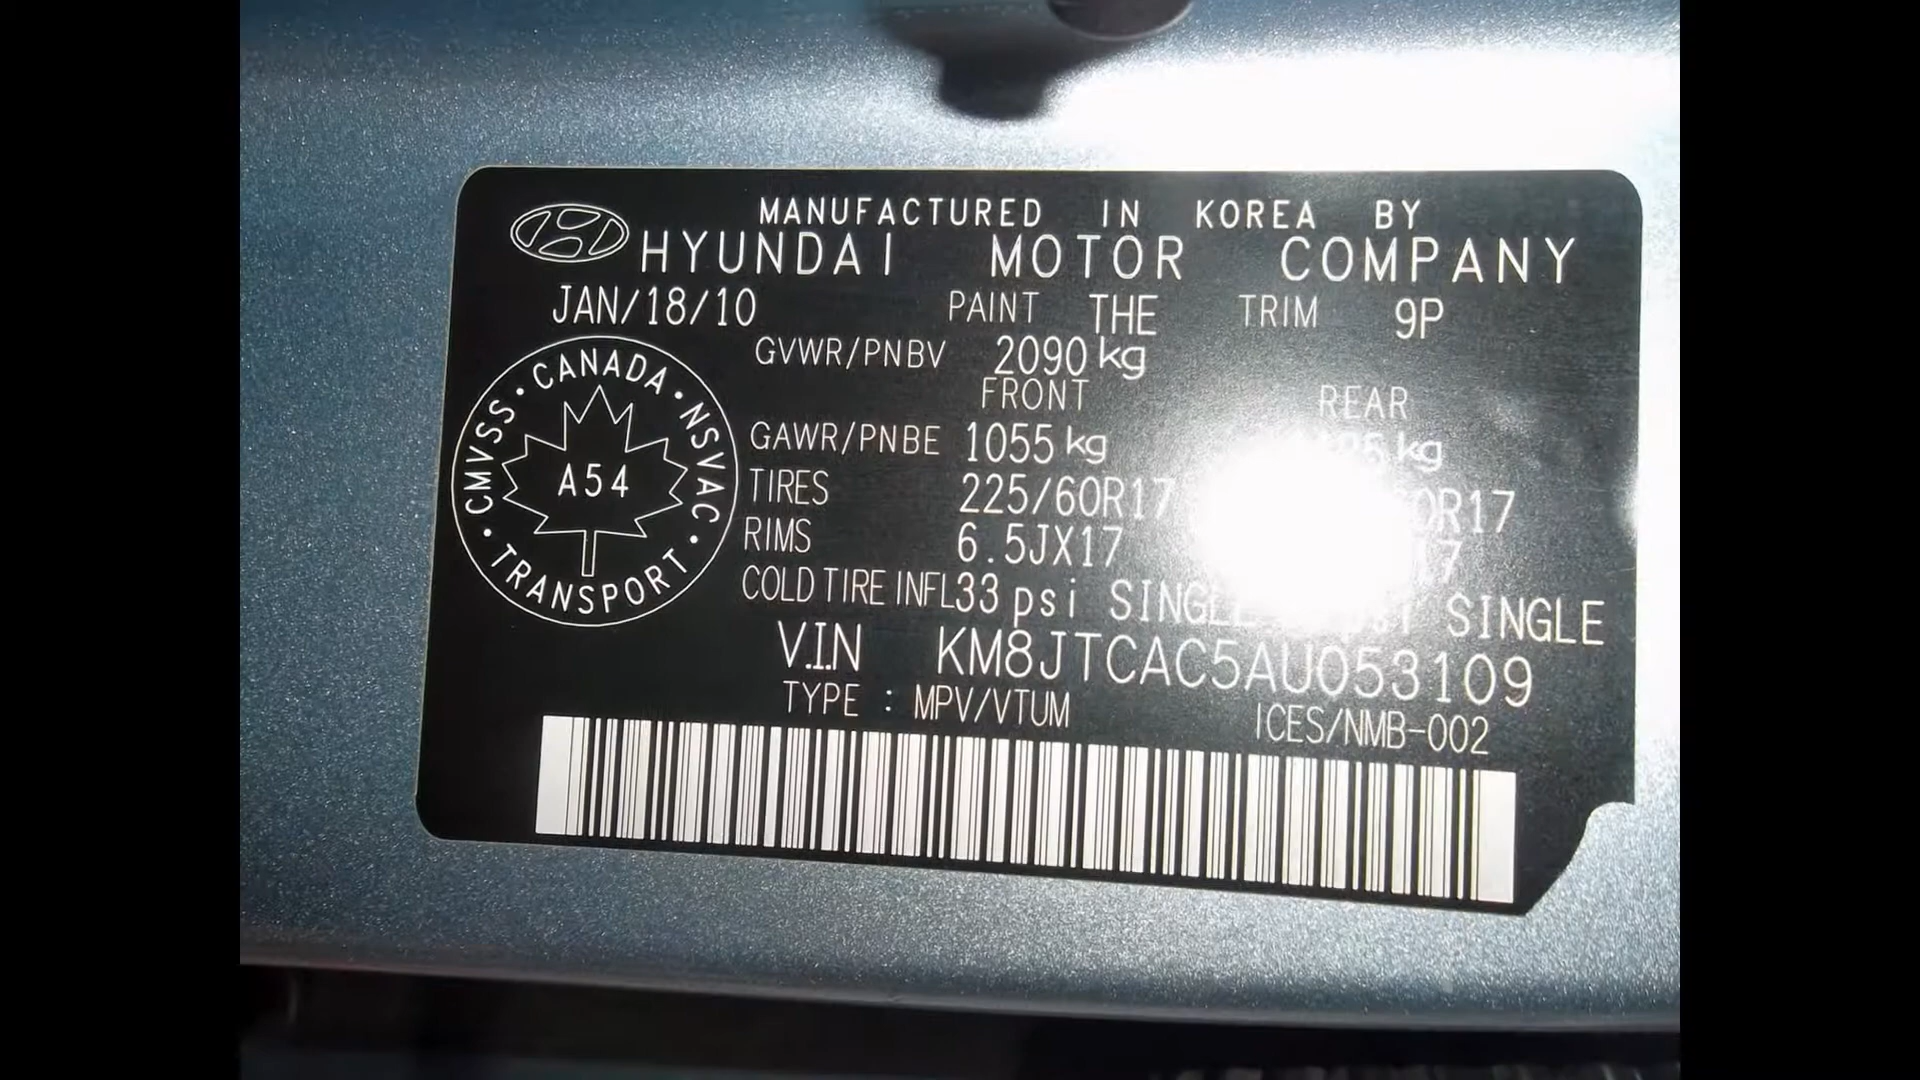 MANUFACTURED IN KOREA BY
HYUNDAI MOTOR COMPANY
JAN/18/10 PAINT THE TRIM 9P
GVWR/PNBV 2090 kg
FRONT REAR
GAWR/PNBE 1055 kg kg
TIRES 225/60R17
RIMS 6.5JX17
COLD TIRE INFL 33 psi SINGLE psi SINGLE
V.I.N KM8JTCAC5AU053109
TYPE : MPV/VTUM ICES/NMB-002
CANADA · NSVAC · TRANSPORT · CMVSS ·
A54